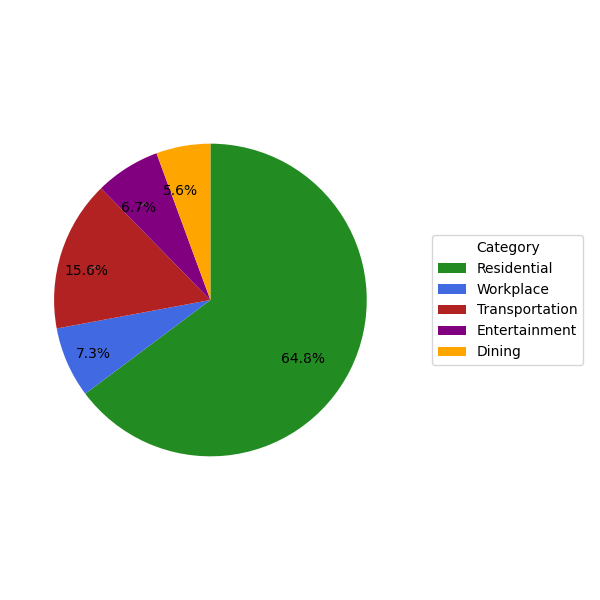 5.6%
6.7%
15.6%
7.3%
64.8%
Category
Residential
Workplace
Transportation
Entertainment
Dining